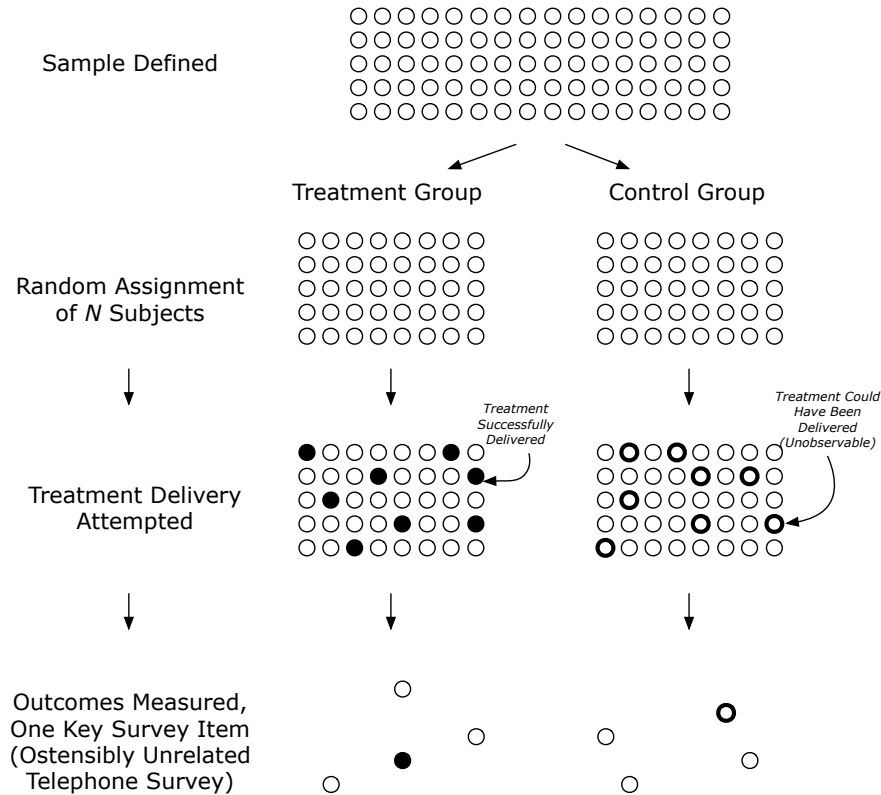 Sample Defined
Treatment Group
Control Group
Random Assignment
of N Subjects
Treatment
Successfully
Delivered
Treatment Could
Have Been
Delivered
(Unobservable)
Treatment Delivery
Attempted
Outcomes Measured,
One Key Survey Item
(Ostensibly Unrelated
Telephone Survey)